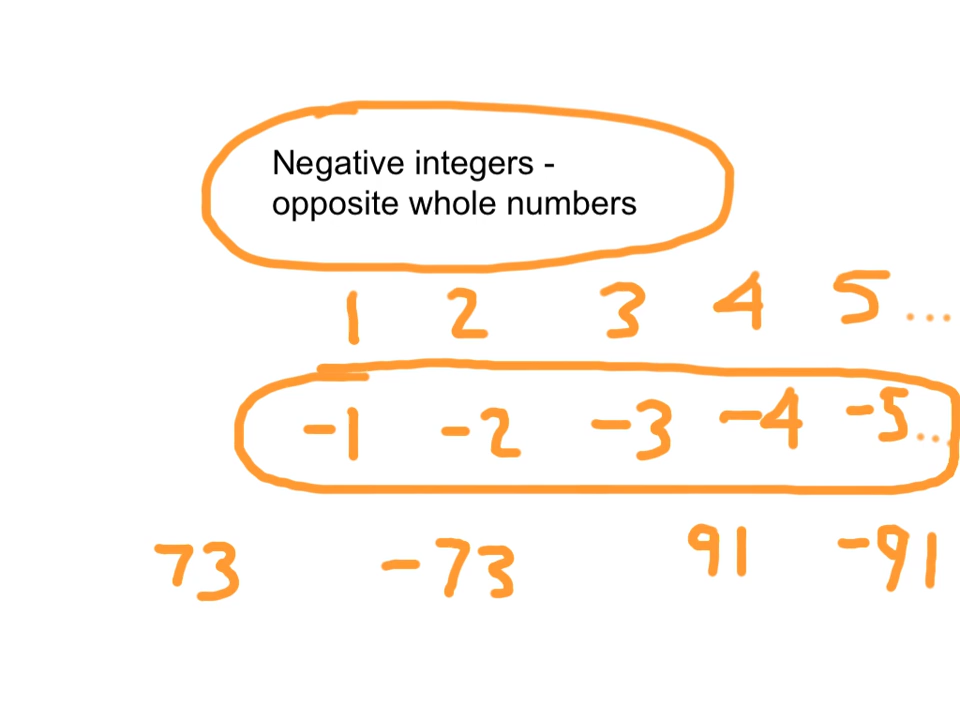 Negative integers -
opposite whole numbers
1 2 3 4 5...
-1 -2 -3 -4 -5...
73 -73 91 -91